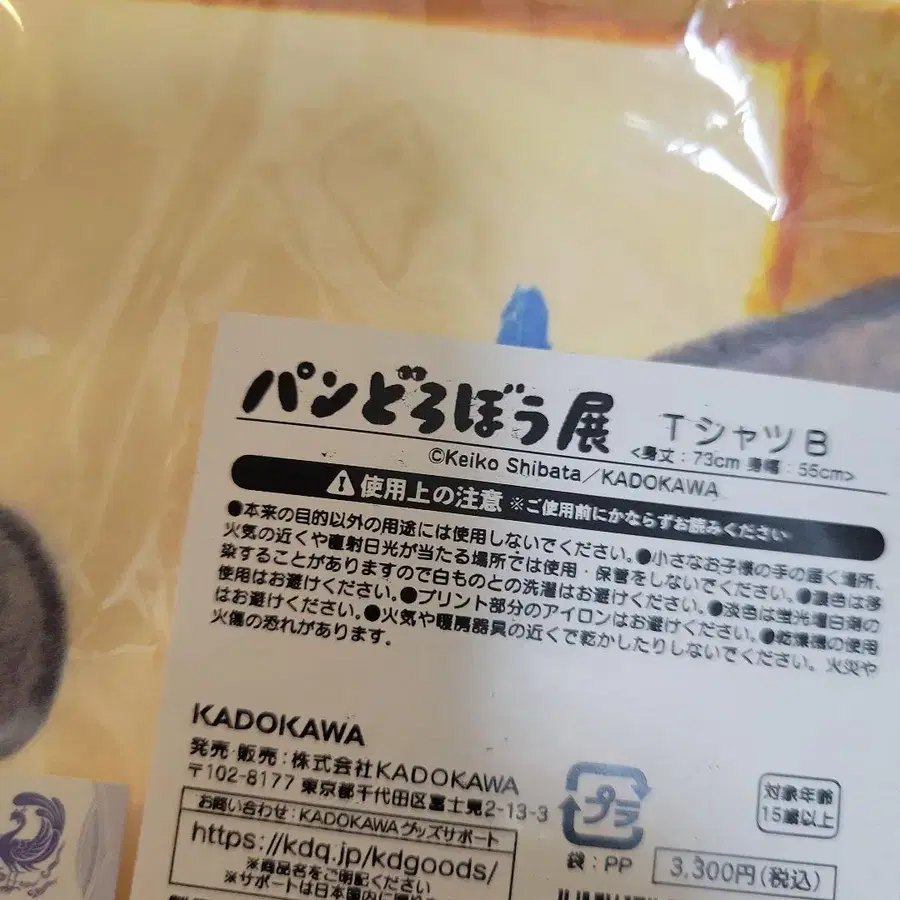 パンどろぼう展 TシャツB
<身丈:73cm 身幅:55cm>
©Keiko Shibata/KADOKAWA
使用上の注意 ※ご使用前にかならずお読みください
●本来の目的以外の用途には使用しないでください。●小さなお子様の手の届く場所、
火気の近くや直射日光が当たる場所では使用・保管をしないでください。●濃色は移
染することがありますので白ものとの洗濯はお避けください。●淡色は蛍光増白剤の
使用はお避けください。●プリント部分のアイロンはお避けください。●乾燥機の使用
はお避けください。●火気や暖房器具の近くで乾かしたりしないでください。火災や
火傷の恐れがあります。
KADOKAWA
発売・販売:株式会社KADOKAWA
〒102-8177 東京都千代田区富士見2-13-3
お問い合わせ:KADOKAWAグッズサポート
https://kdq.jp/kdgoods/
※商品名をご明記ください
※サポートは日本国内に
プラ
袋:PP
対象年齢
15歳以上
3,300円(税込)